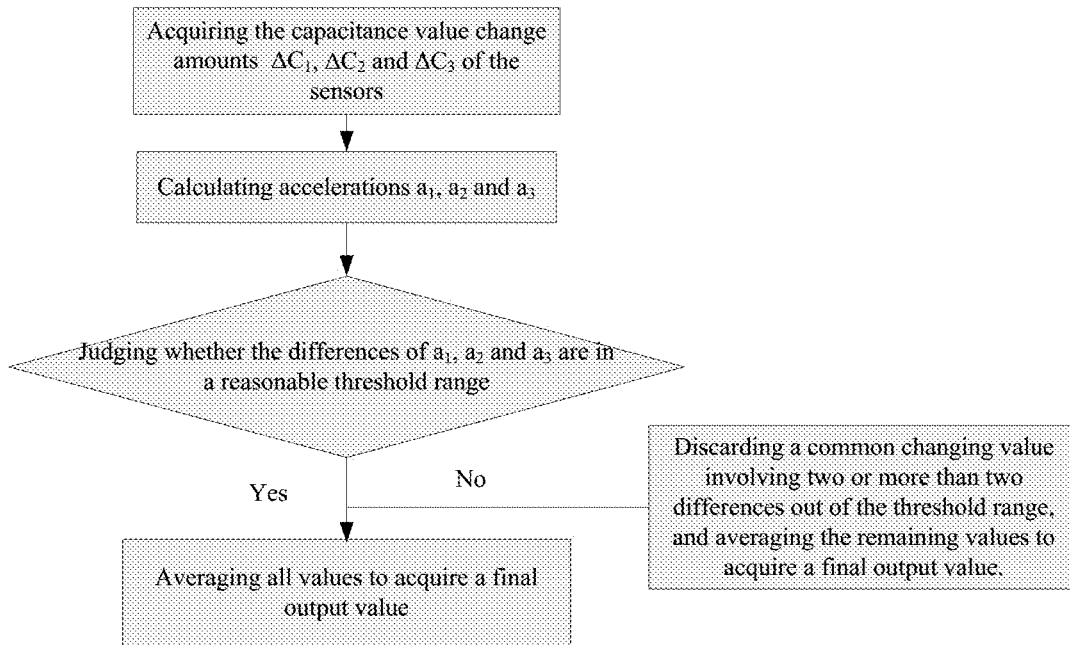 Acquiring the capacitance value change
amounts ΔC₁, ΔC₂ and ΔC₃ of the
sensors
Calculating accelerations a₁, a₂ and a₃
Judging whether the differences of a₁, a₂ and a₃ are in
a reasonable threshold range
Yes
No
Discarding a common changing value
involving two or more than two
differences out of the threshold range,
and averaging the remaining values to
acquire a final output value.
Averaging all values to acquire a final
output value